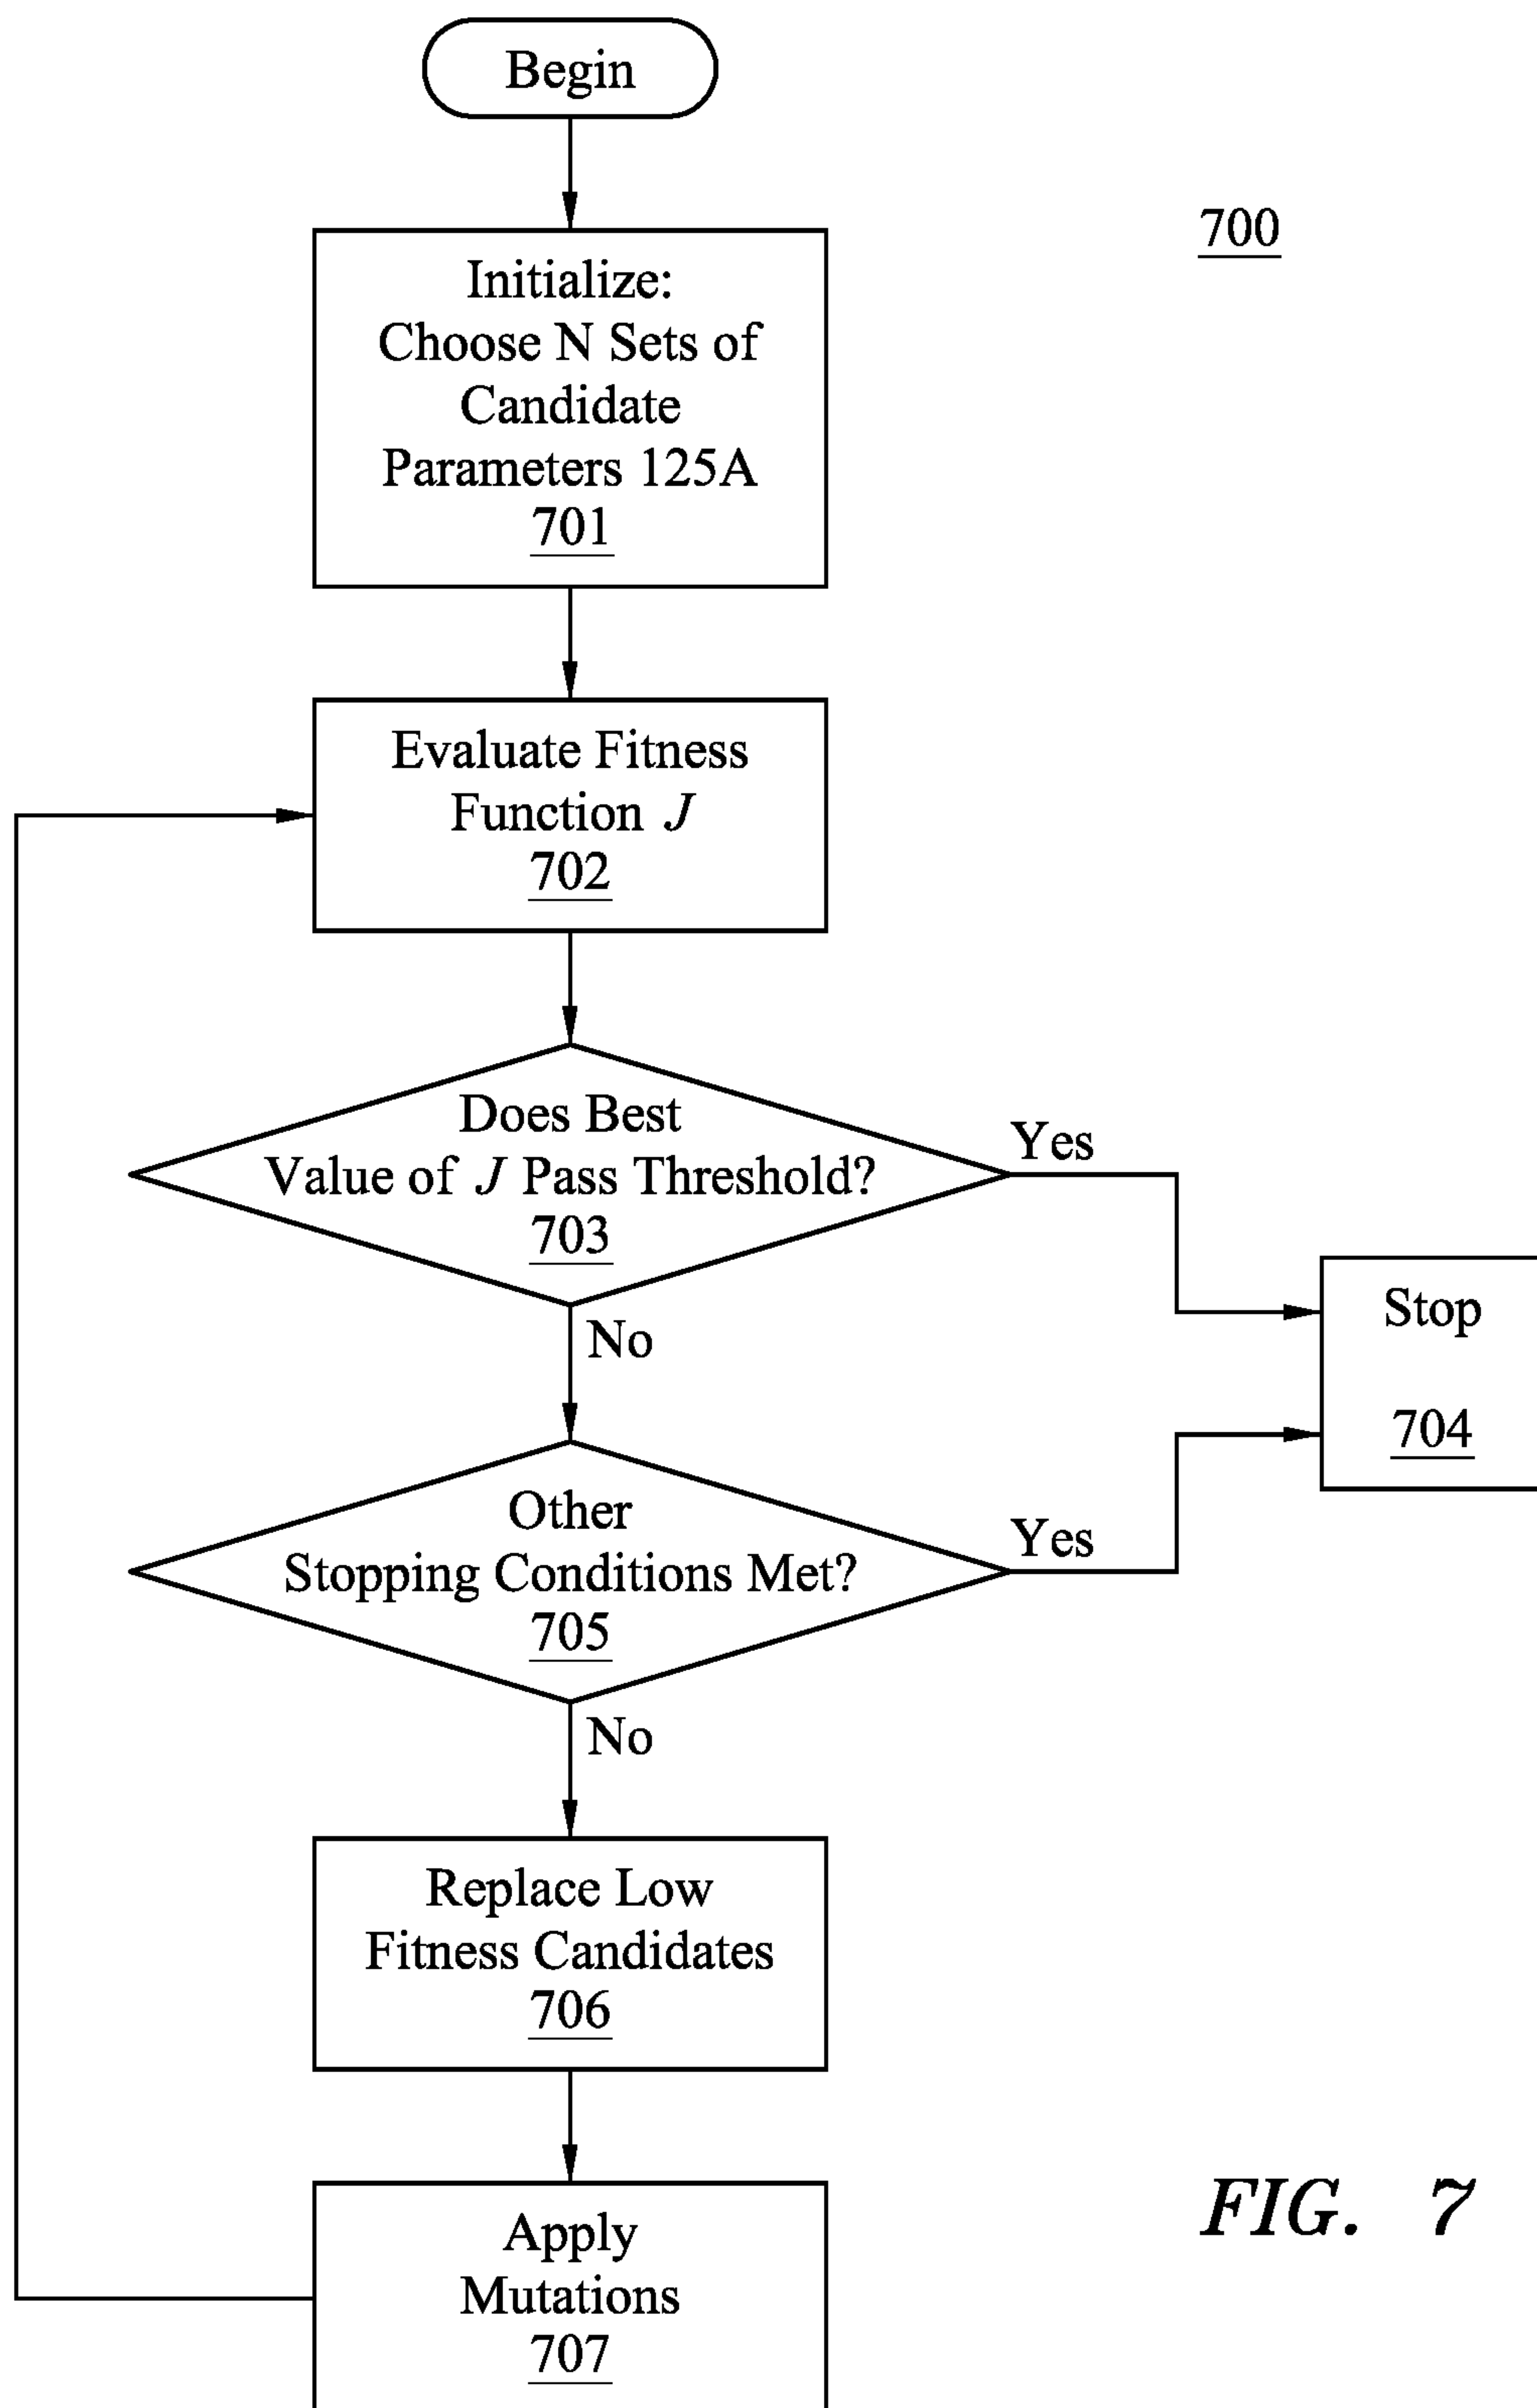 Begin
700
Initialize:
Choose N Sets of
Candidate
Parameters 125A
701
Evaluate Fitness
Function J
702
Does Best
Value of J Pass Threshold?
703
Yes
No
Stop
704
Other
Stopping Conditions Met?
705
Yes
No
Replace Low
Fitness Candidates
706
Apply
Mutations
707
FIG. 7